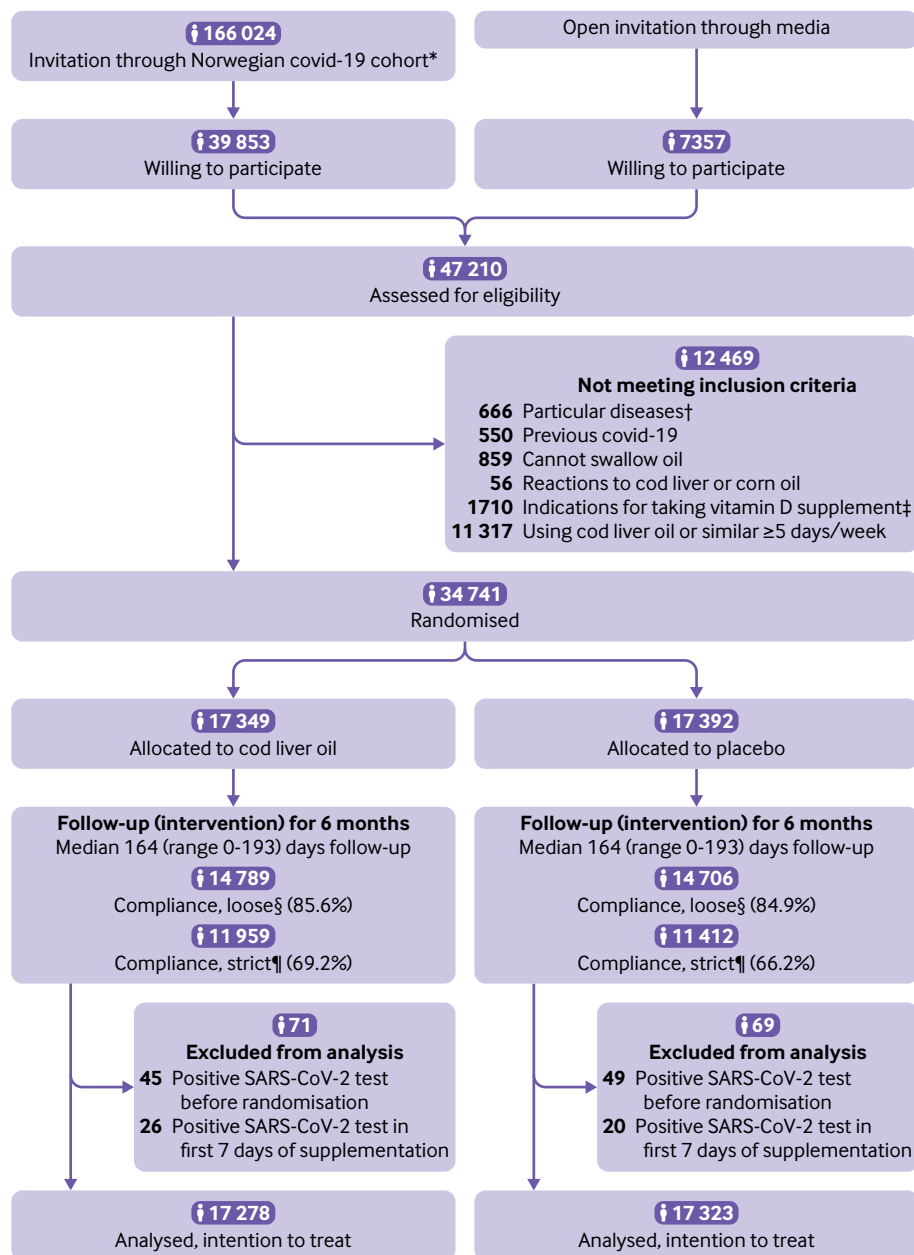 166 024
Invitation through Norwegian covid-19 cohort*
Open invitation through media
39 853
Willing to participate
7357
Willing to participate
47 210
Assessed for eligibility
12 469
Not meeting inclusion criteria
666 Particular diseases†
550 Previous covid-19
859 Cannot swallow oil
56 Reactions to cod liver or corn oil
1710 Indications for taking vitamin D supplement‡
11 317 Using cod liver oil or similar ≥5 days/week
34 741
Randomised
17 349
Allocated to cod liver oil
17 392
Allocated to placebo
Follow-up (intervention) for 6 months
Median 164 (range 0-193) days follow-up
14 789
Compliance, loose§ (85.6%)
11 959
Compliance, strict¶ (69.2%)
Follow-up (intervention) for 6 months
Median 164 (range 0-193) days follow-up
14 706
Compliance, loose§ (84.9%)
11 412
Compliance, strict¶ (66.2%)
71
Excluded from analysis
45 Positive SARS-CoV-2 test
before randomisation
26 Positive SARS-CoV-2 test in
first 7 days of supplementation
69
Excluded from analysis
49 Positive SARS-CoV-2 test
before randomisation
20 Positive SARS-CoV-2 test in
first 7 days of supplementation
17 278
Analysed, intention to treat
17 323
Analysed, intention to treat